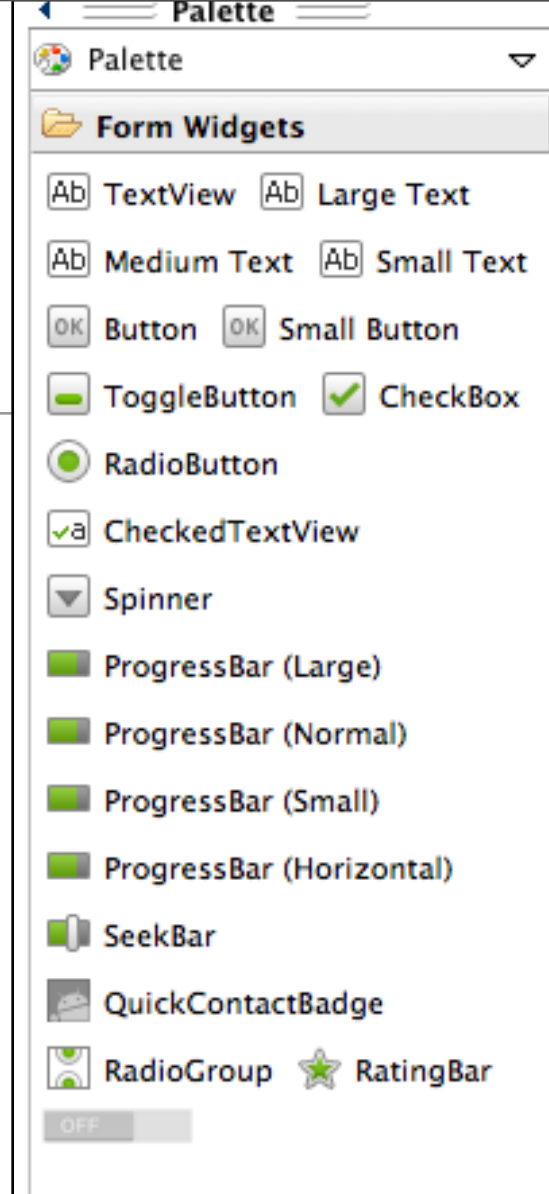 Palette
Palette
Form Widgets
Ab TextView Ab Large Text
Ab Medium Text Ab Small Text
OK Button OK Small Button
ToggleButton CheckBox
RadioButton
a CheckedTextView
Spinner
ProgressBar (Large)
ProgressBar (Normal)
ProgressBar (Small)
ProgressBar (Horizontal)
SeekBar
QuickContactBadge
RadioGroup RatingBar
OFF